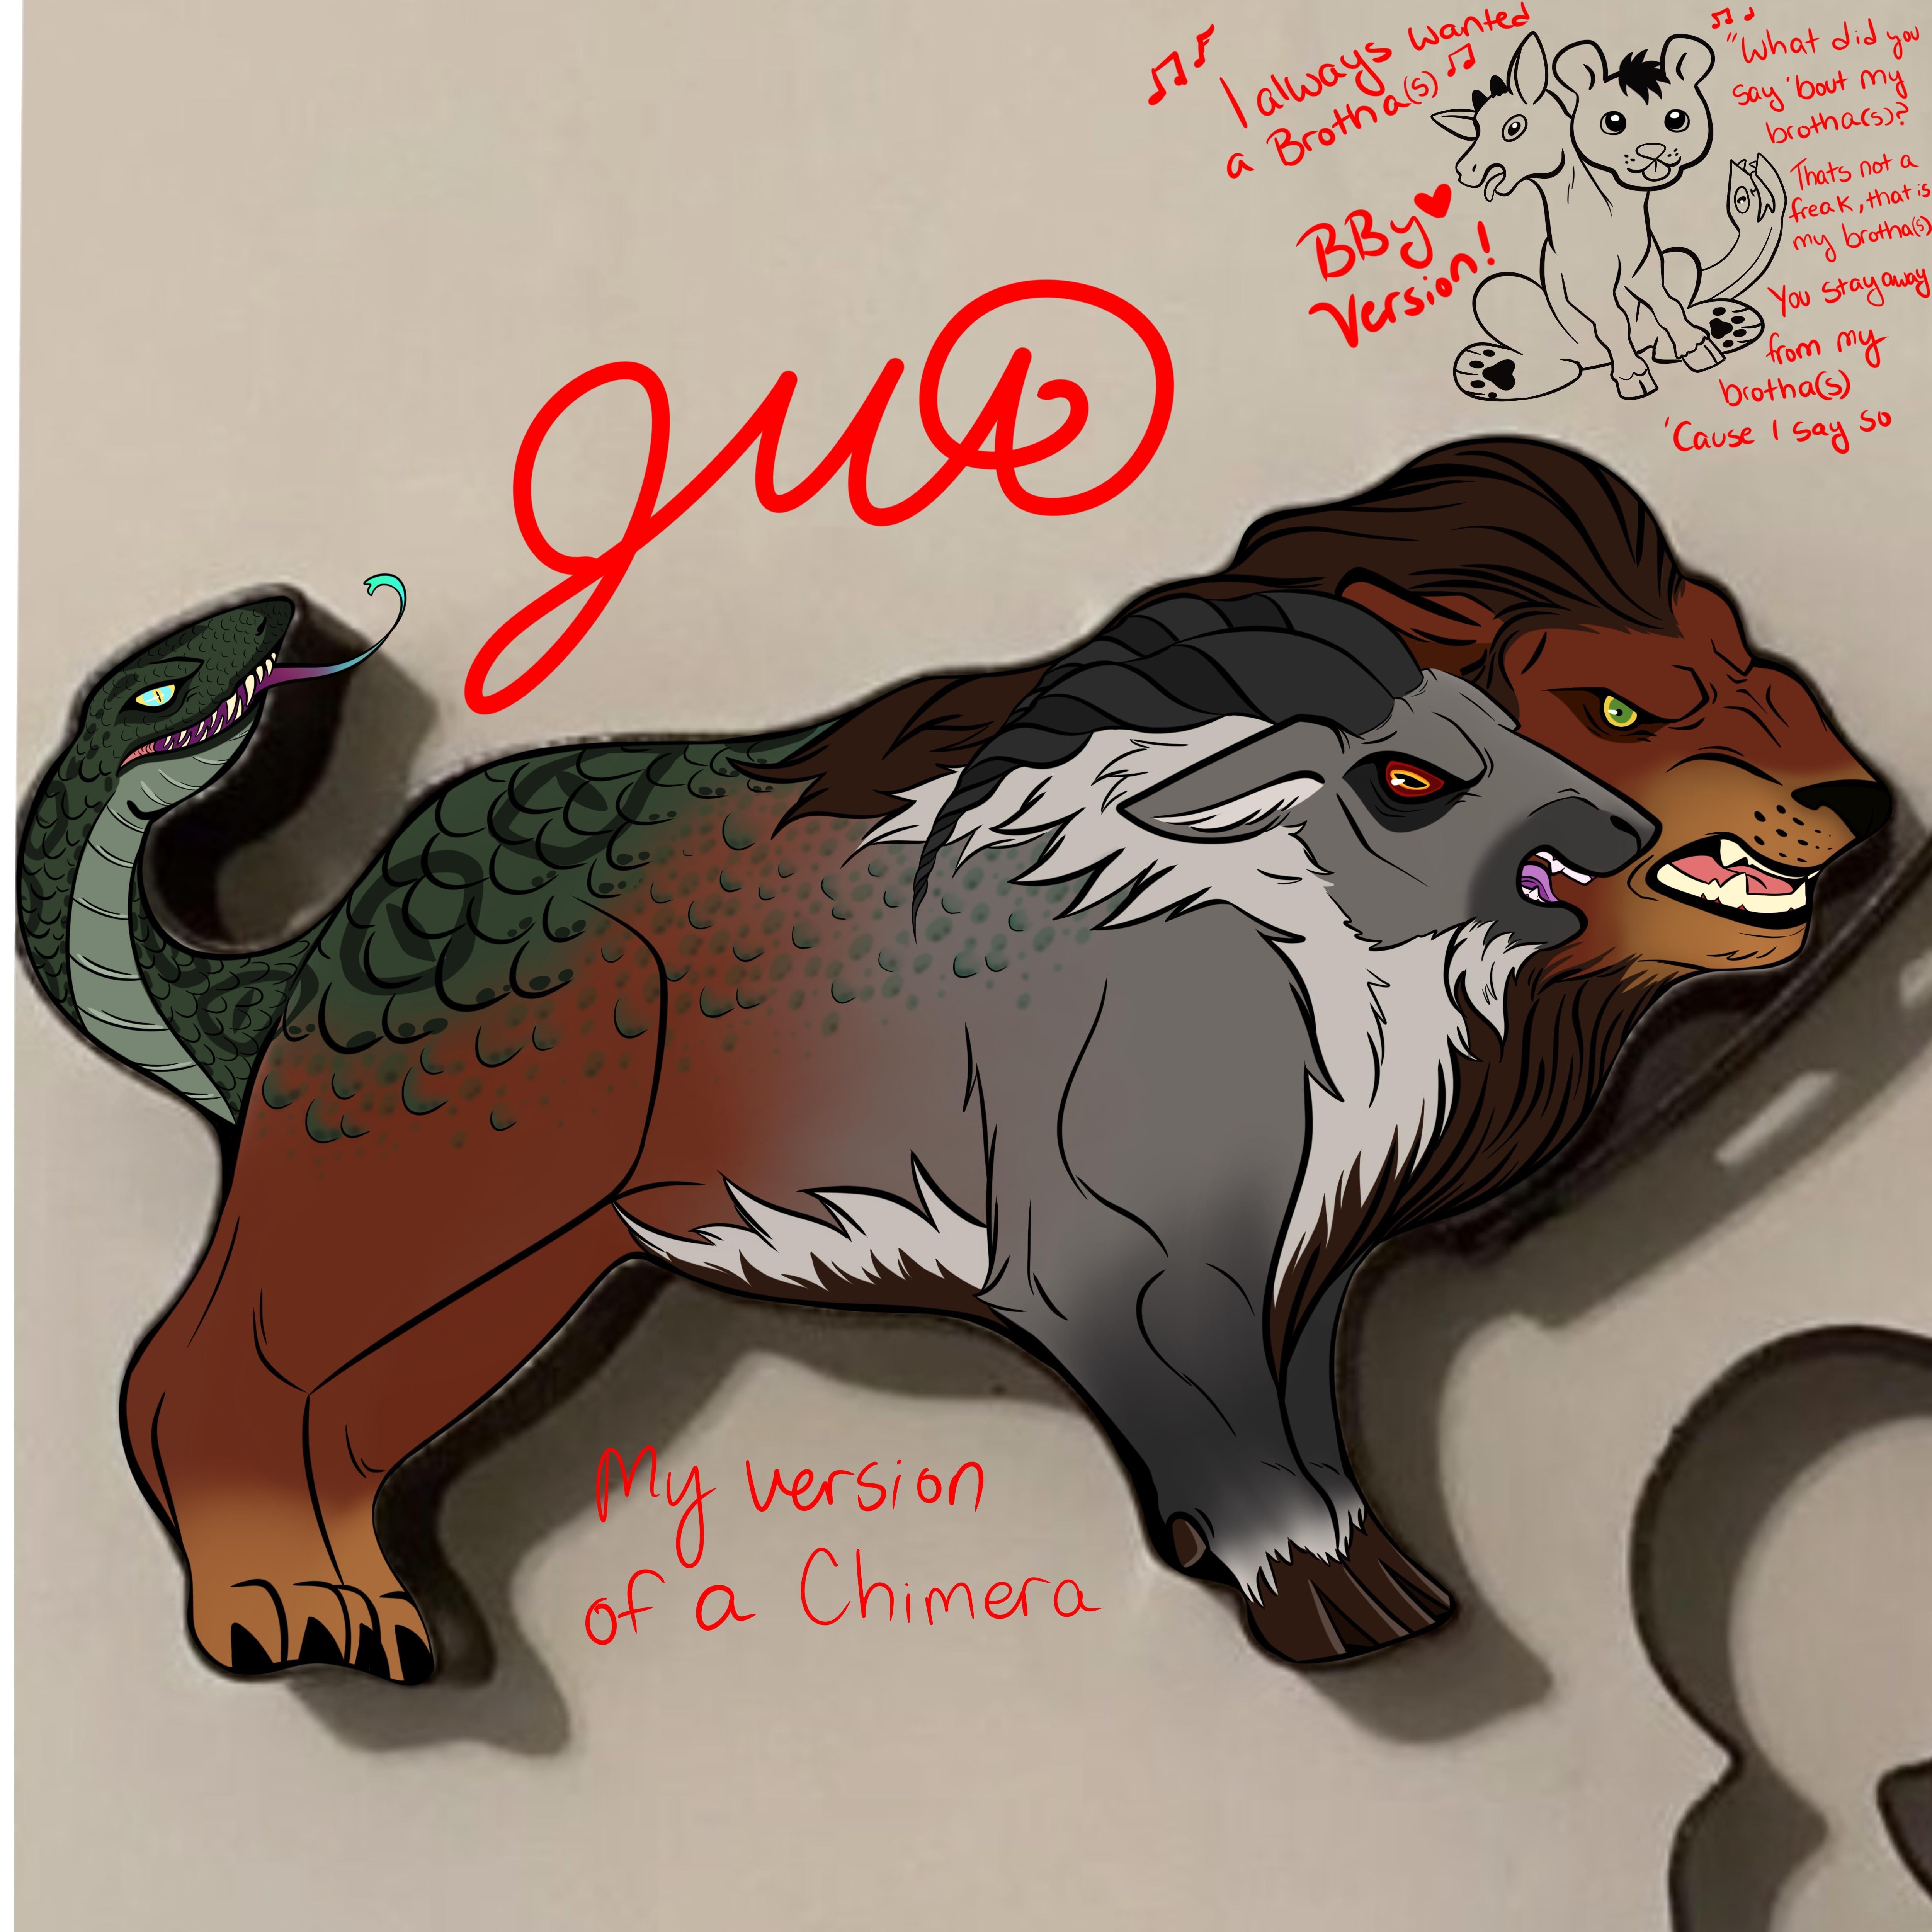 I always wanted
a Brotha(s)
BBy
Version!
"What did you
say 'bout my
brotha(s)?
Thats not a
freak, that is
my brotha(s)
You stay away
from my
brotha(s)
'Cause I say so
My version
of a Chimera